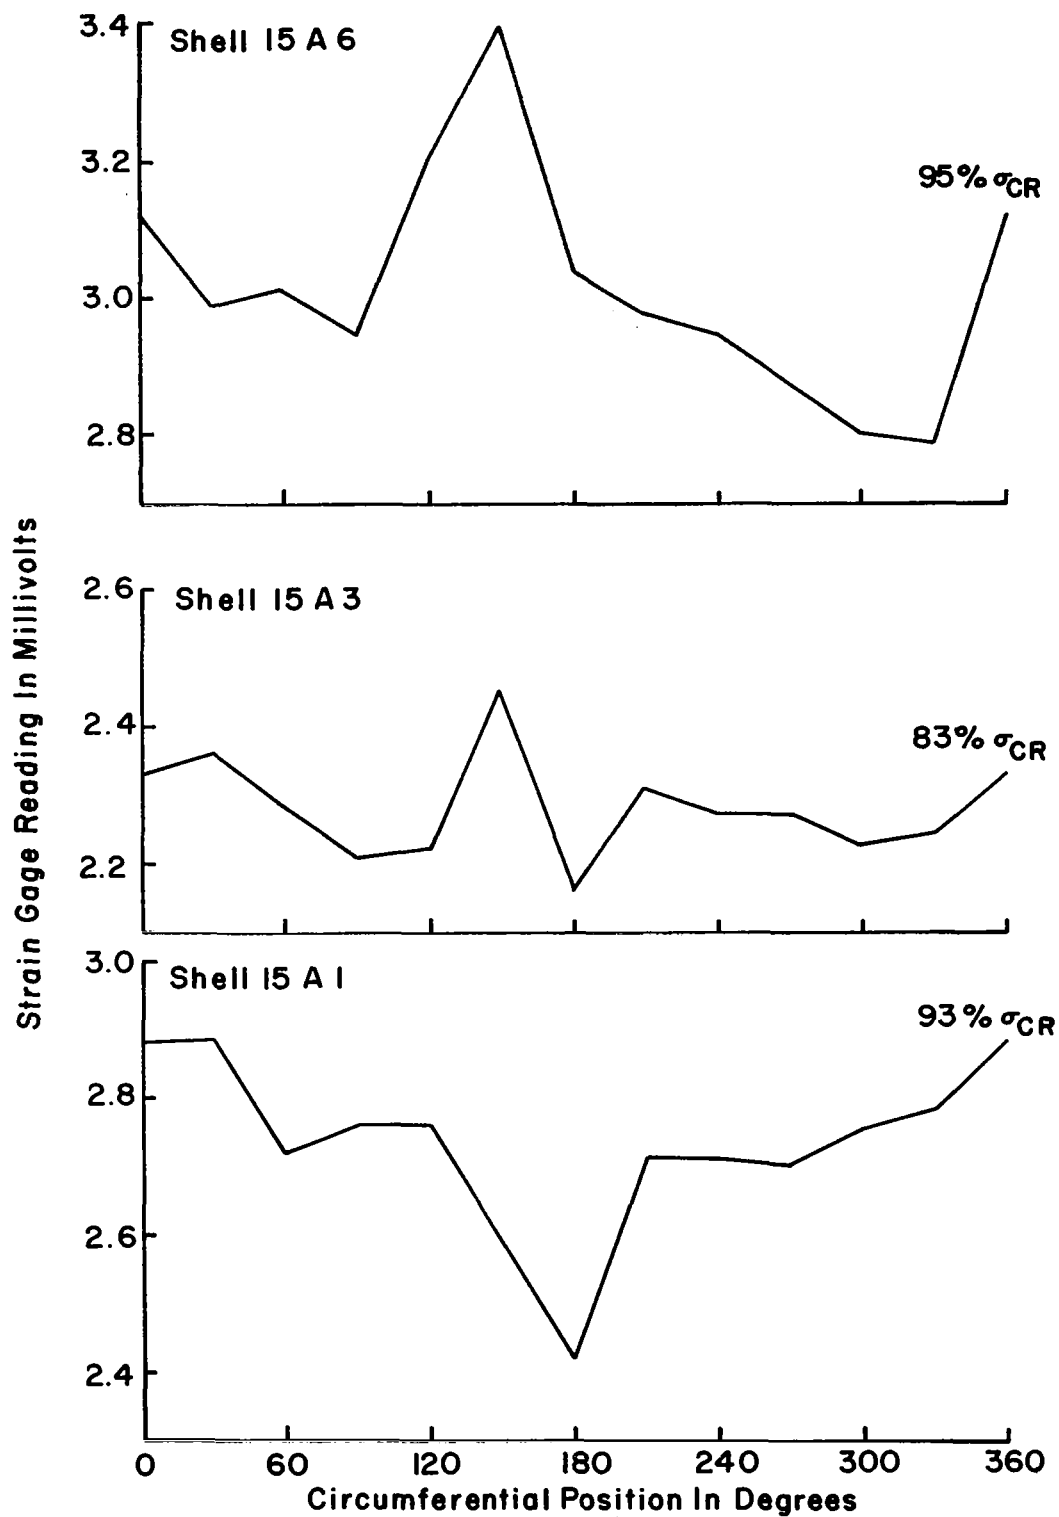 3.4
Shell 15 A 6
3.2
95% σCR
3.0
2.8
Strain Gage Reading In Millivolts
2.6
Shell 15 A 3
2.4
83% σCR
2.2
3.0
Shell 15 A 1
93% σCR
2.8
2.6
2.4
0 60 120 180 240 300 360
Circumferential Position In Degrees